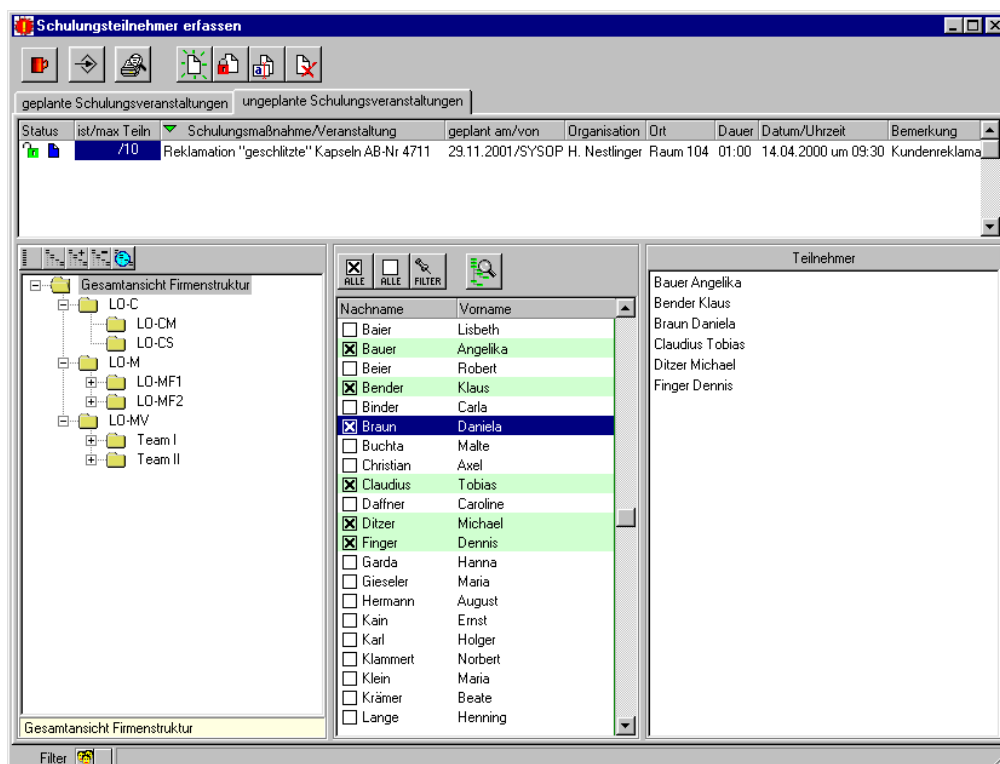 Schulungsteilnehmer erfassen
geplante Schulungsveranstaltungen ungeplante Schulungsveranstaltungen
Status ist/max Teiln Schulungsmaßnahme/Veranstaltung geplant am/von Organisation Ort Dauer Datum/Uhrzeit Bemerkung
/10 Reklamation "geschlitzte" Kapseln AB-Nr 4711 29.11.2001/SYSOP H. Nestlinger Raum 104 01:00 14.04.2000 um 09:30 Kundenreklama
Gesamtansicht Firmenstruktur
LO-C
LO-CM
LO-CS
LO-M
LO-MF1
LO-MF2
LO-MV
Team I
Team II
Gesamtansicht Firmenstruktur
ALLE ALLE FILTER
Nachname Vorname
Baier Lisbeth
Bauer Angelika
Beier Robert
Bender Klaus
Binder Carla
Braun Daniela
Buchta Malte
Christian Axel
Claudius Tobias
Daffner Caroline
Ditzer Michael
Finger Dennis
Garda Hanna
Gieseler Maria
Hermann August
Kain Ernst
Karl Holger
Klammert Norbert
Klein Maria
Krämer Beate
Lange Henning
Teilnehmer
Bauer Angelika
Bender Klaus
Braun Daniela
Claudius Tobias
Ditzer Michael
Finger Dennis
Filter